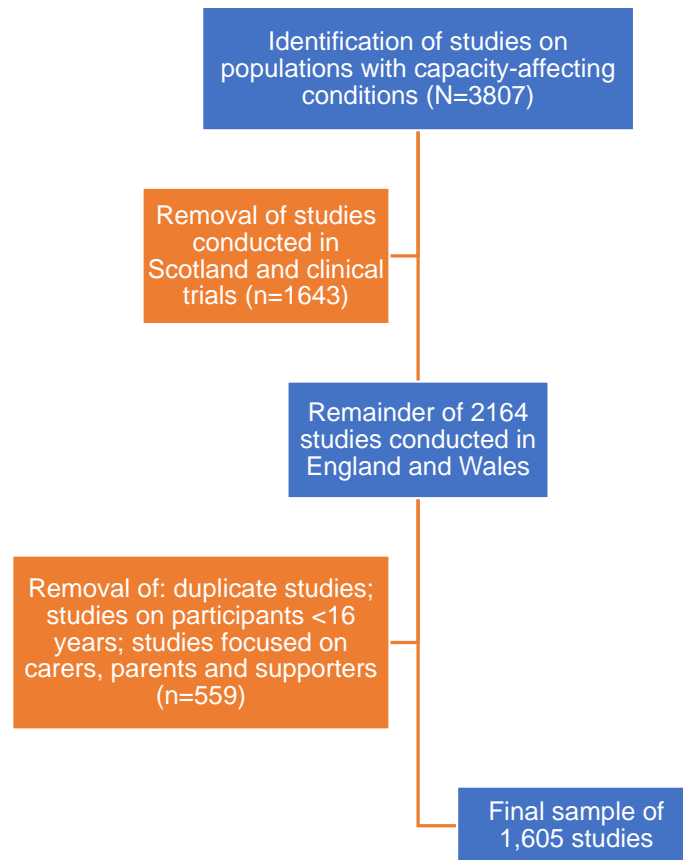 Identification of studies on
populations with capacity-affecting
conditions (N=3807)
Removal of studies
conducted in
Scotland and clinical
trials (n=1643)
Remainder of 2164
studies conducted in
England and Wales
Removal of: duplicate studies;
studies on participants <16
years; studies focused on
carers, parents and supporters
(n=559)
Final sample of
1,605 studies